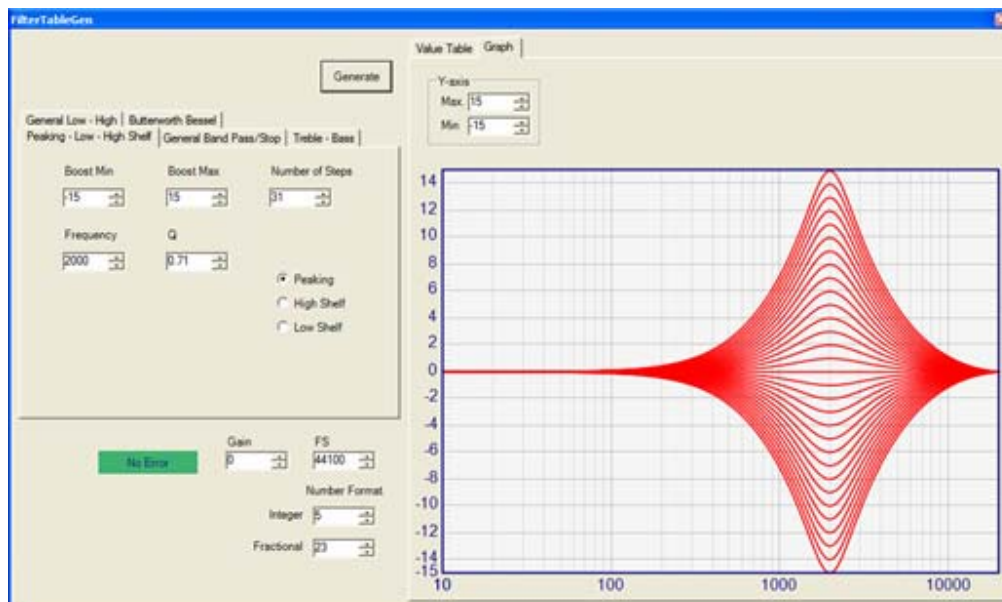 FilterTableGen
Generate
General Low - High Butterworth Bessel
Peaking - Low - High Shelf General Band Pass/Stop Treble - Bass
Boost Min Boost Max Number of Steps
-15 15 31
Frequency Q
2000 0.71
Peaking
High Shelf
Low Shelf
No Error
Gain FS
0 44100
Number Format
Integer 5
Fractional 23
Value Table Graph
Y-axis
Max. 15
Min -15
14
12
10
8
6
4
2
0
-2
-4
-6
-8
-10
-12
-14
-15
10 100 1000 10000